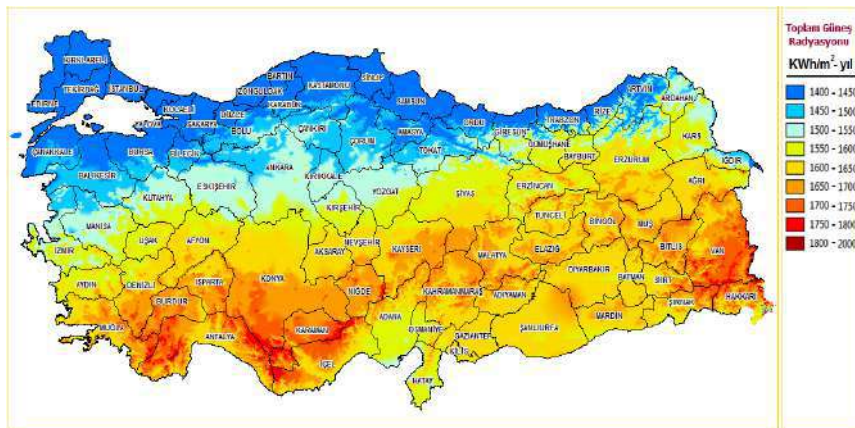 Toplam Güneş
Radyasyonu
KWh/m²-yıl
1400 - 1450
1450 - 1500
1500 - 1550
1550 - 1600
1600 - 1650
1650 - 1700
1700 - 1750
1750 - 1800
1800 - 2000
KIRKLARELİ
EDİRNE
TEKİRDAĞ
İSTANBUL
KOCAELİ
YALOVA
SAKARYA
DÜZCE
BOLU
ZONGULDAK
BARTIN
KARABÜK
KASTAMONU
SİNOP
SAMSUN
ORDU
GİRESUN
TRABZON
RİZE
ARTVİN
ARDAHAN
KARS
IĞDIR
ÇANAKKALE
BALIKESİR
BURSA
BİLECİK
ESKİŞEHİR
KÜTAHYA
ANKARA
ÇANKIRI
KIRIKKALE
ÇORUM
AMASYA
TOKAT
YOZGAT
KIRŞEHİR
SİVAS
GÜMÜŞHANE
BAYBURT
ERZURUM
ERZİNCAN
AĞRI
MANİSA
İZMİR
UŞAK
AFYON
AYDIN
DENİZLİ
MUĞLA
BURDUR
ISPARTA
ANTALYA
KONYA
AKSARAY
NEVŞEHİR
NİĞDE
KAYSERİ
KARAMAN
İÇEL
ADANA
OSMANİYE
HATAY
KAHRAMANMARAŞ
GAZİANTEP
KİLİS
MALATYA
ADIYAMAN
ŞANLIURFA
ELAZIĞ
TUNCELİ
BİNGÖL
MUŞ
BİTLİS
VAN
DİYARBAKIR
BATMAN
SİİRT
MARDİN
ŞIRNAK
HAKKARİ